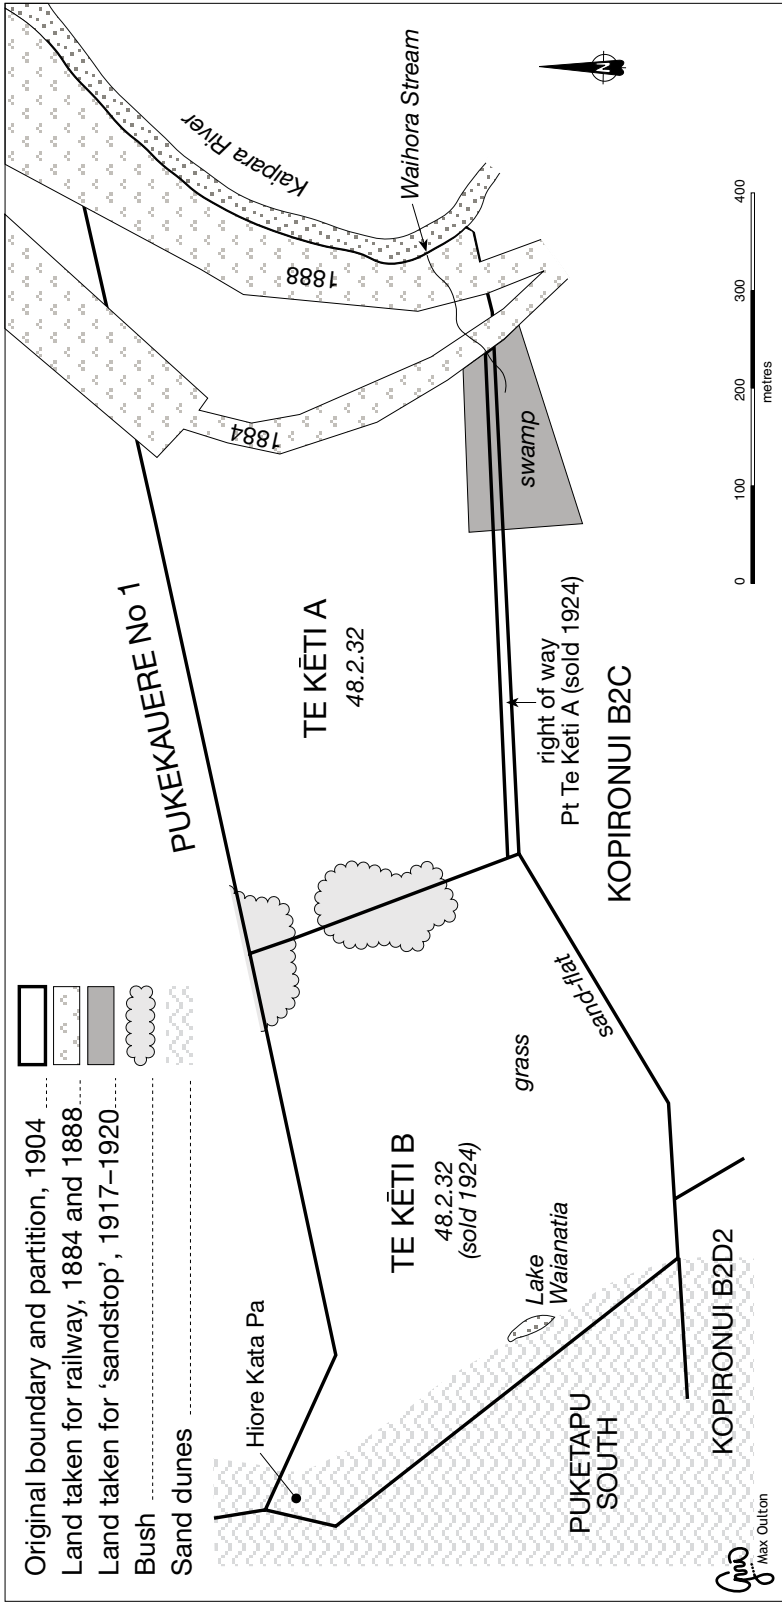 Original boundary and partition, 1904
Land taken for railway, 1884 and 1888
Land taken for ‘sandstop’, 1917–1920
Bush
Sand dunes
Hiore Kata Pa
PUKETAPU
SOUTH
KOPIRONUI B2D2
Lake
Waianatia
TE KĒTI B
48.2.32
(sold 1924)
grass
sand-flat
PUKEKAUERE No 1
TE KĒTI A
48.2.32
right of way
Pt Te Keti A (sold 1924)
KOPIRONUI B2C
swamp
1884
1888
Kaipara River
Waihora Stream
N
0 100 200 300 400
metres
Max Oulton